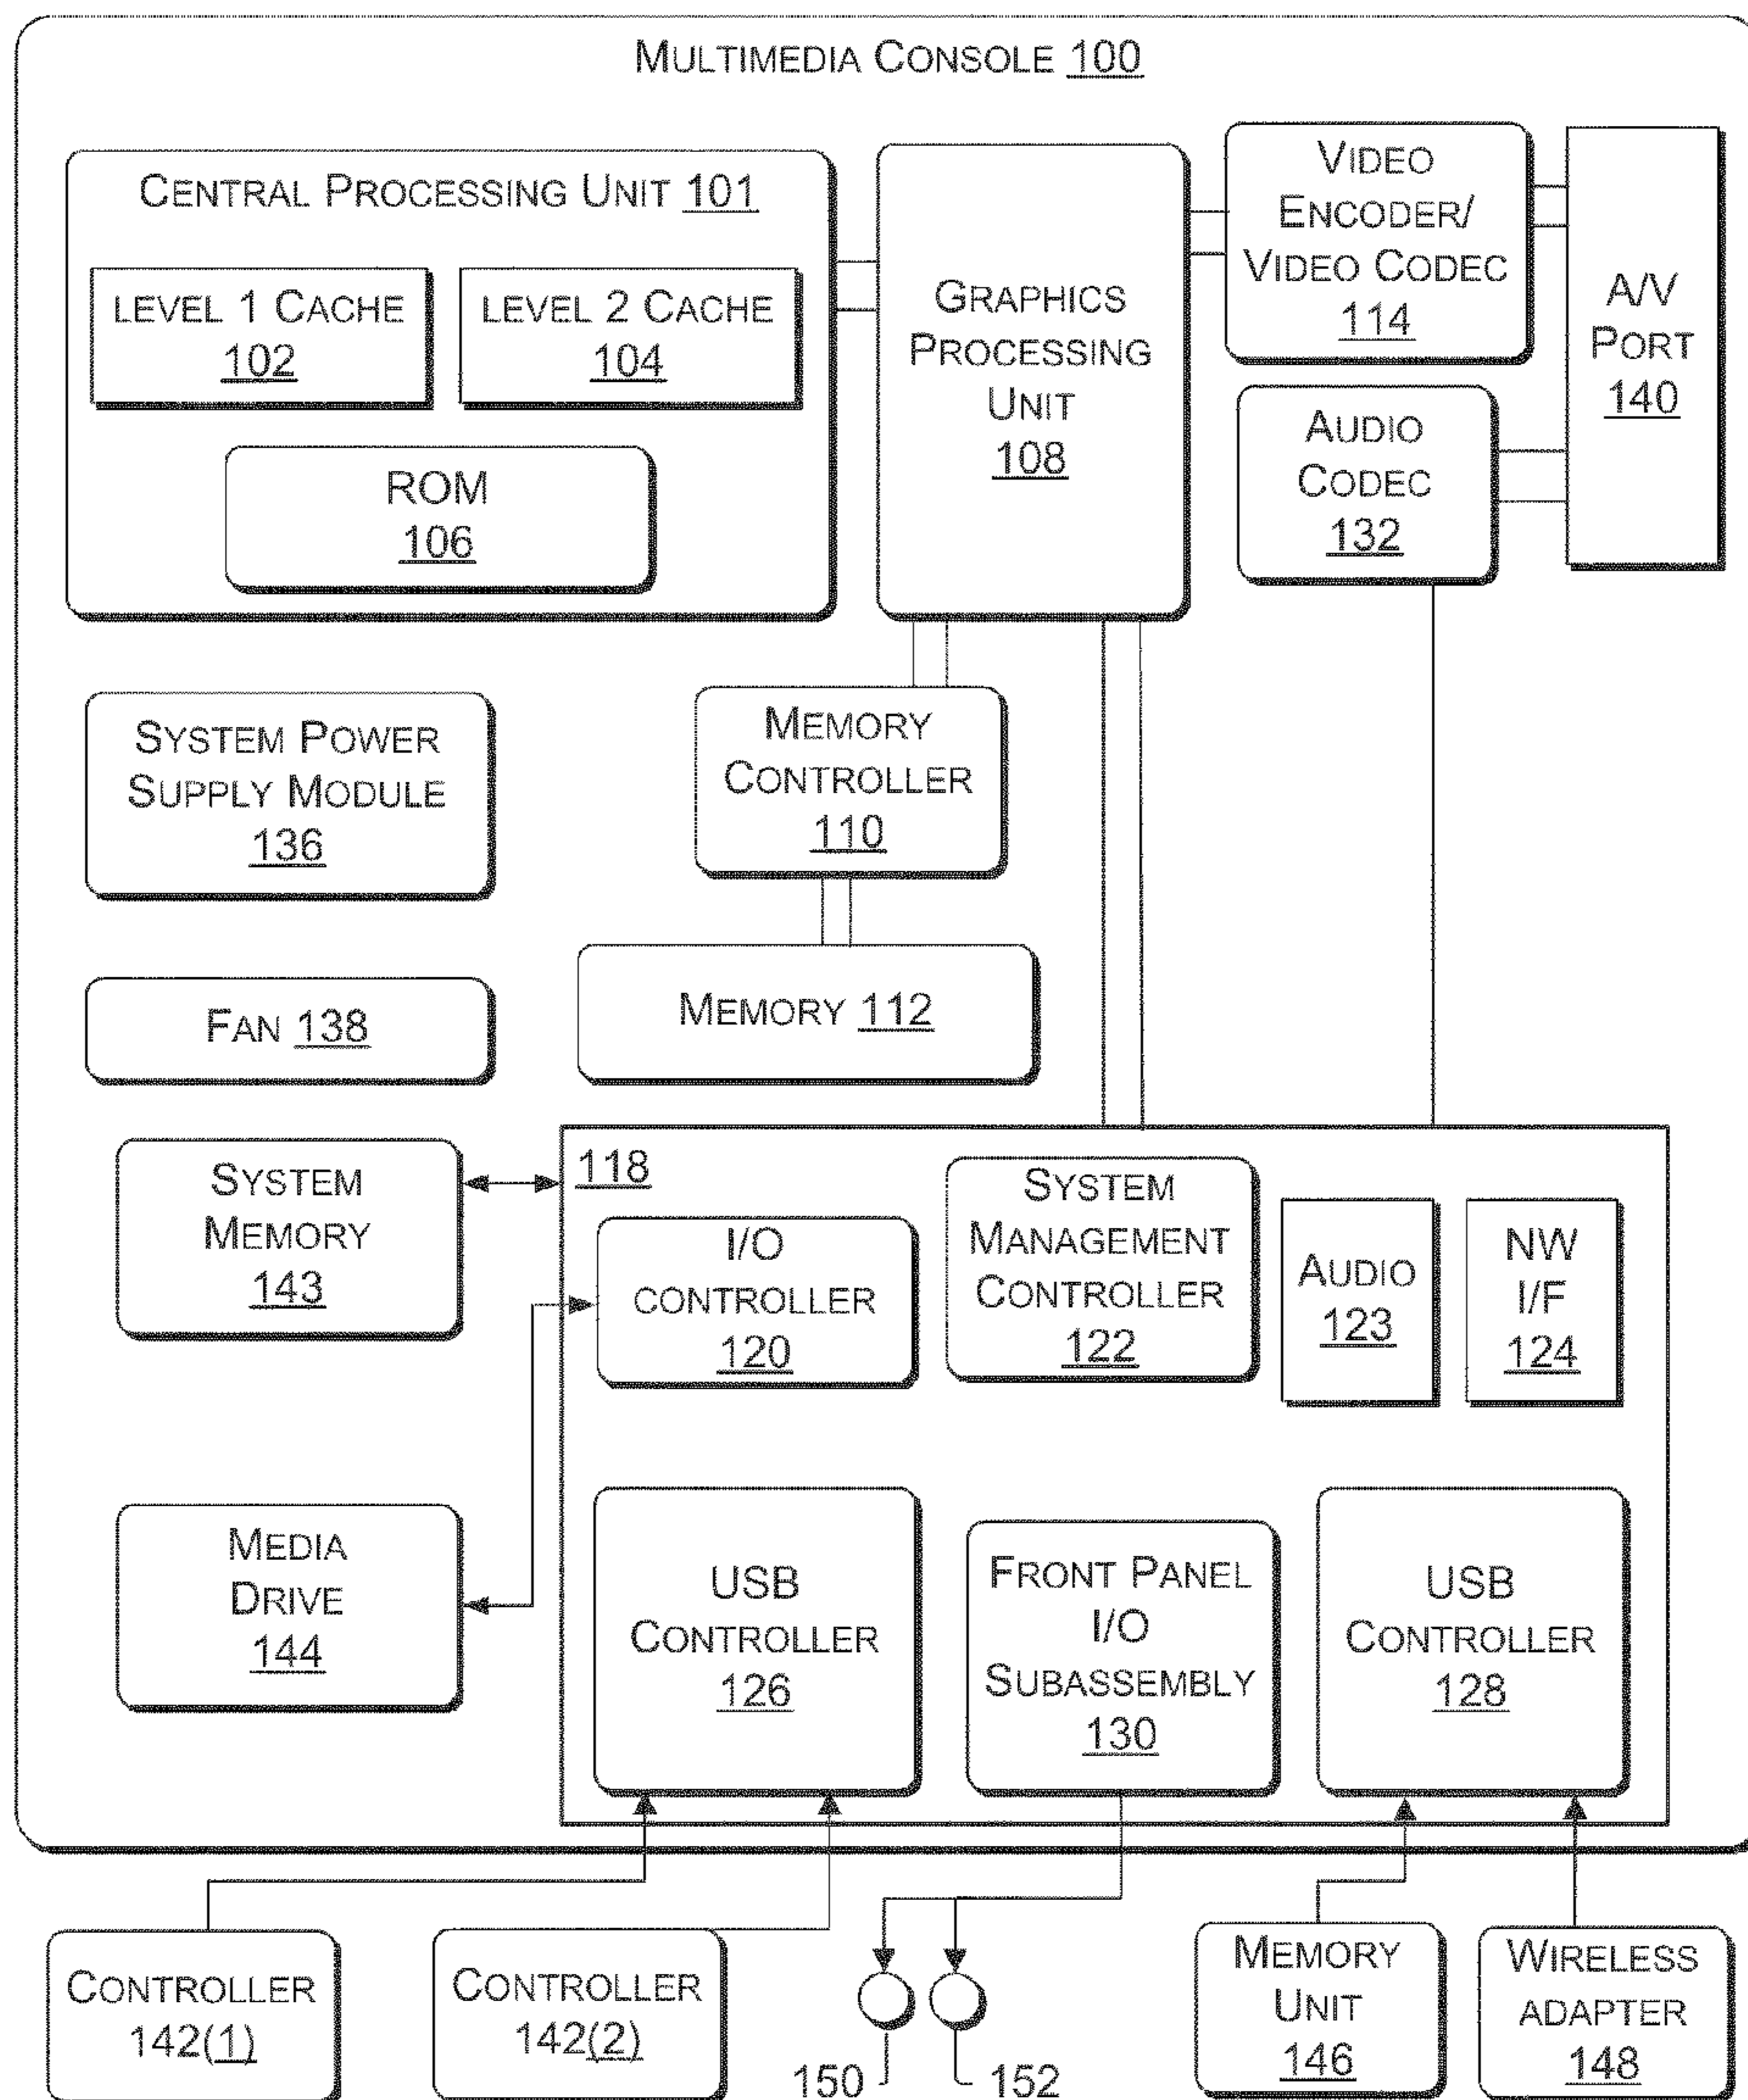 MULTIMEDIA CONSOLE 100
CENTRAL PROCESSING UNIT 101
LEVEL 1 CACHE
102
LEVEL 2 CACHE
104
ROM
106
GRAPHICS
PROCESSING
UNIT
108
VIDEO
ENCODER/
VIDEO CODEC
114
AUDIO
CODEC
132
A/V
PORT
140
SYSTEM POWER
SUPPLY MODULE
136
MEMORY
CONTROLLER
110
FAN 138
MEMORY 112
SYSTEM
MEMORY
143
118
I/O
CONTROLLER
120
SYSTEM
MANAGEMENT
CONTROLLER
122
AUDIO
123
NW
I/F
124
MEDIA
DRIVE
144
USB
CONTROLLER
126
FRONT PANEL
I/O
SUBASSEMBLY
130
USB
CONTROLLER
128
CONTROLLER
142(1)
CONTROLLER
142(2)
150
152
MEMORY
UNIT
146
WIRELESS
ADAPTER
148